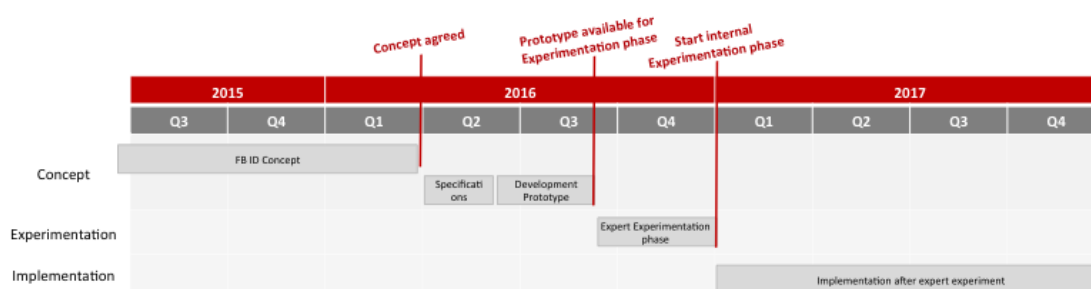 Concept agreed
Prototype available for
Experimentation phase
Start internal
Experimentation phase
2015
2016
2017
Q3
Q4
Q1
Q2
Q3
Q4
Q1
Q2
Q3
Q4
Concept
FB ID Concept
Specificati
ons
Development
Prototype
Experimentation
Expert Experimentation
phase
Implementation
Implementation after expert experiment